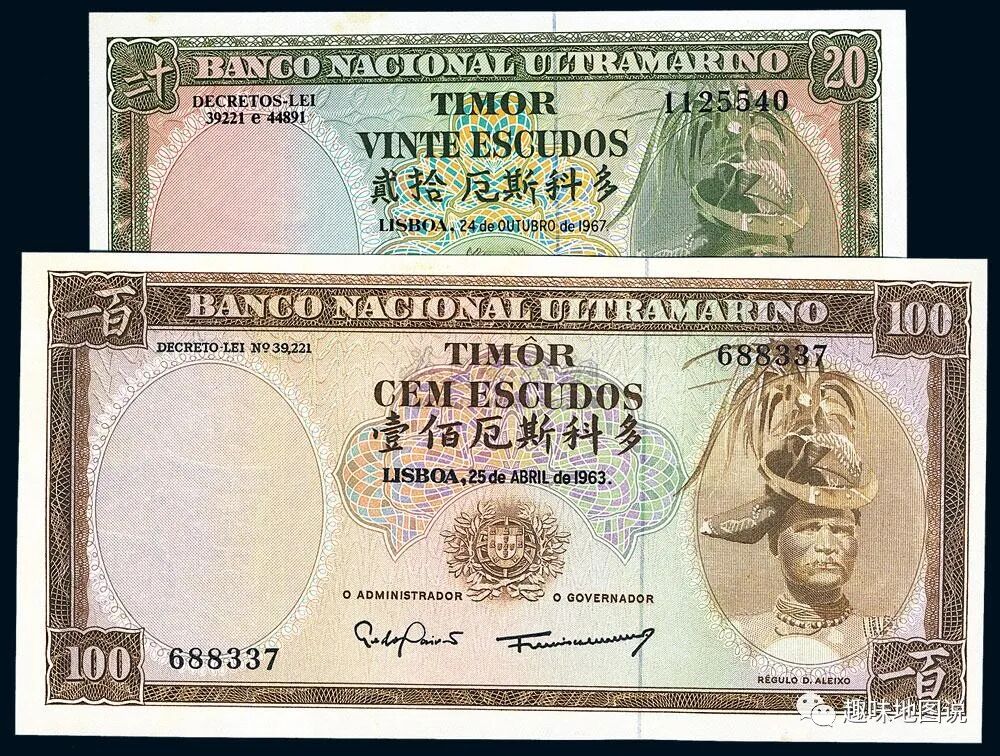 二十
BANCO NACIONAL ULTRAMARINO
20
DECRETOS-LEI
39221 e 44891
TIMOR
1125540
VINTE ESCUDOS
貳拾厄斯科多
LISBOA, 24 de OUTUBRO de 1967
一百
BANCO NACIONAL ULTRAMARINO
100
DECRETO-LEI Nº 39,221
TIMÔR
688337
CEM ESCUDOS
壹佰厄斯科多
LISBOA, 25 de ABRIL de 1963.
O ADMINISTRADOR
O GOVERNADOR
100
688337
RÉGULO D. ALEIXO
一百
趣味地图说